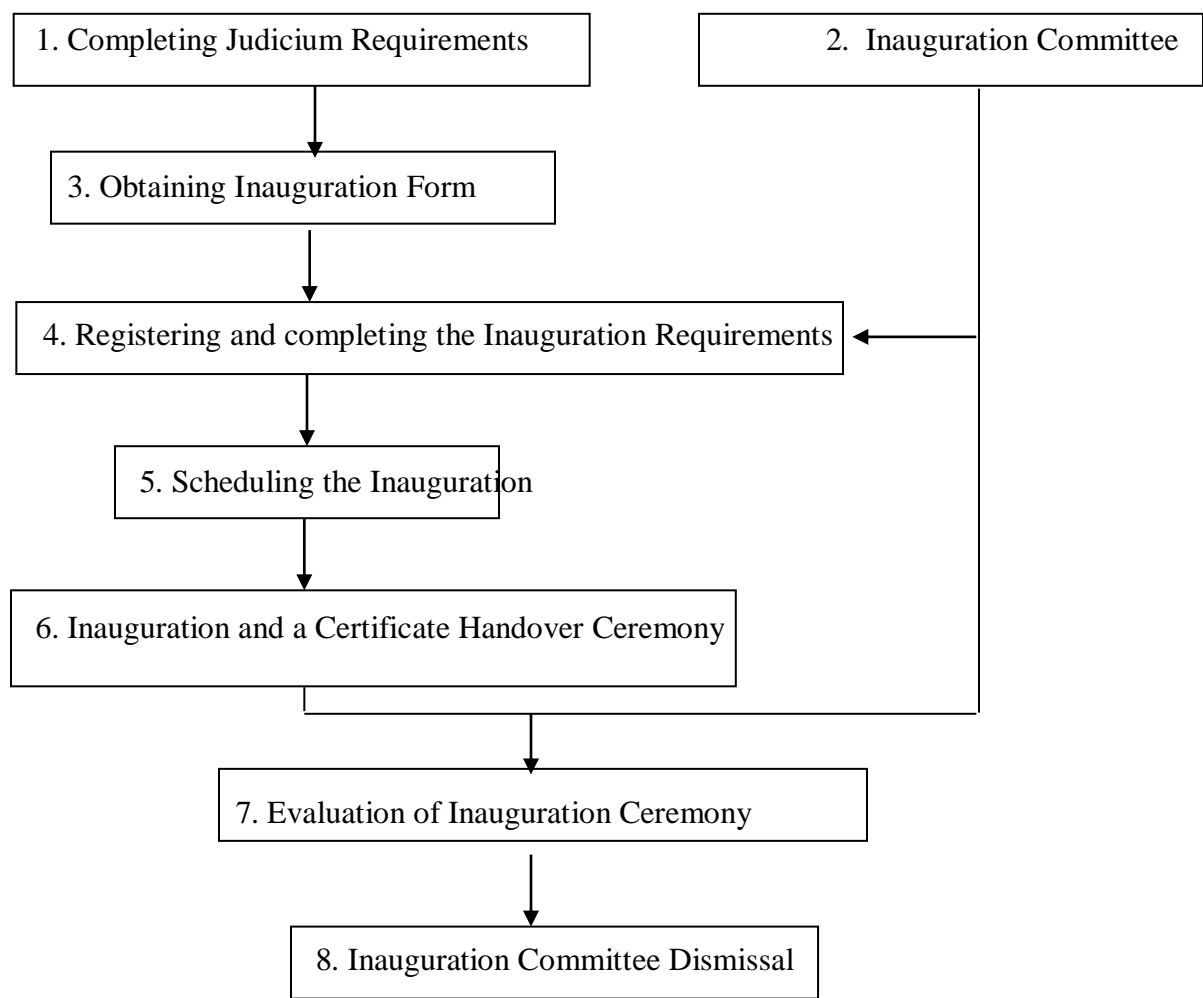 1. Completing Judicium Requirements
2. Inauguration Committee
3. Obtaining Inauguration Form
4. Registering and completing the Inauguration Requirements
5. Scheduling the Inauguration
6. Inauguration and a Certificate Handover Ceremony
7. Evaluation of Inauguration Ceremony
8. Inauguration Committee Dismissal